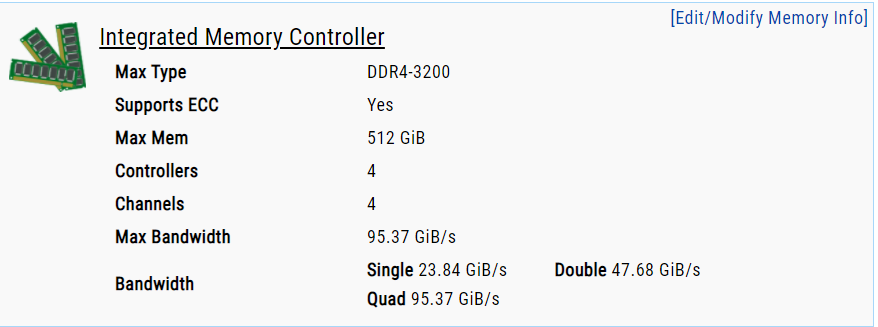 [Edit/Modify Memory Info]
Integrated Memory Controller
Max Type DDR4-3200
Supports ECC Yes
Max Mem 512 GiB
Controllers 4
Channels 4
Max Bandwidth 95.37 GiB/s
Bandwidth Single 23.84 GiB/s Double 47.68 GiB/s
Quad 95.37 GiB/s